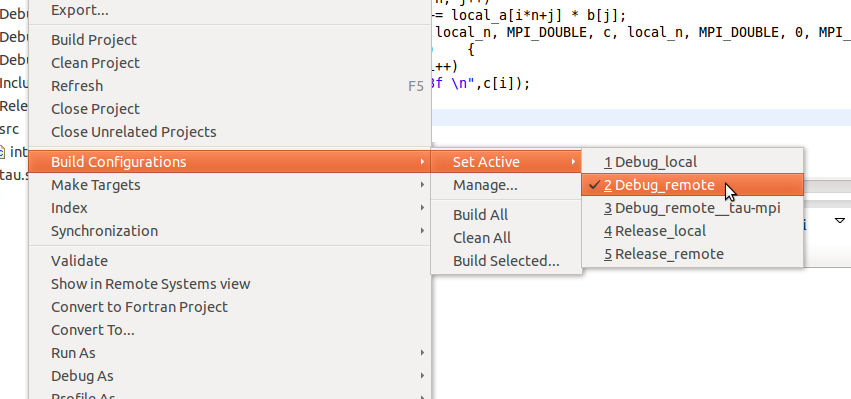 Export...
n, j++)
Debu
+= local_a[i*n+j] * b[j];
Debu
Build Project
local_n, MPI_DOUBLE, c, local_n, MPI_DOUBLE, 0, MPI_
Debu
Clean Project
) {
i++)
Inclu
Refresh F5
3f \n",c[i]);
Relea
Close Project
src
Close Unrelated Projects
int
Build Configurations
Set Active
1 Debug_local
tau.s
Make Targets
Manage...
2 Debug_remote
Index
3 Debug_remote__tau-mpi
i
Build All
Synchronization
4 Release_local
Clean All
Validate
Build Selected...
5 Release_remote
Show in Remote Systems view
Convert to Fortran Project
Convert To...
Run As
Debug As
Profile As